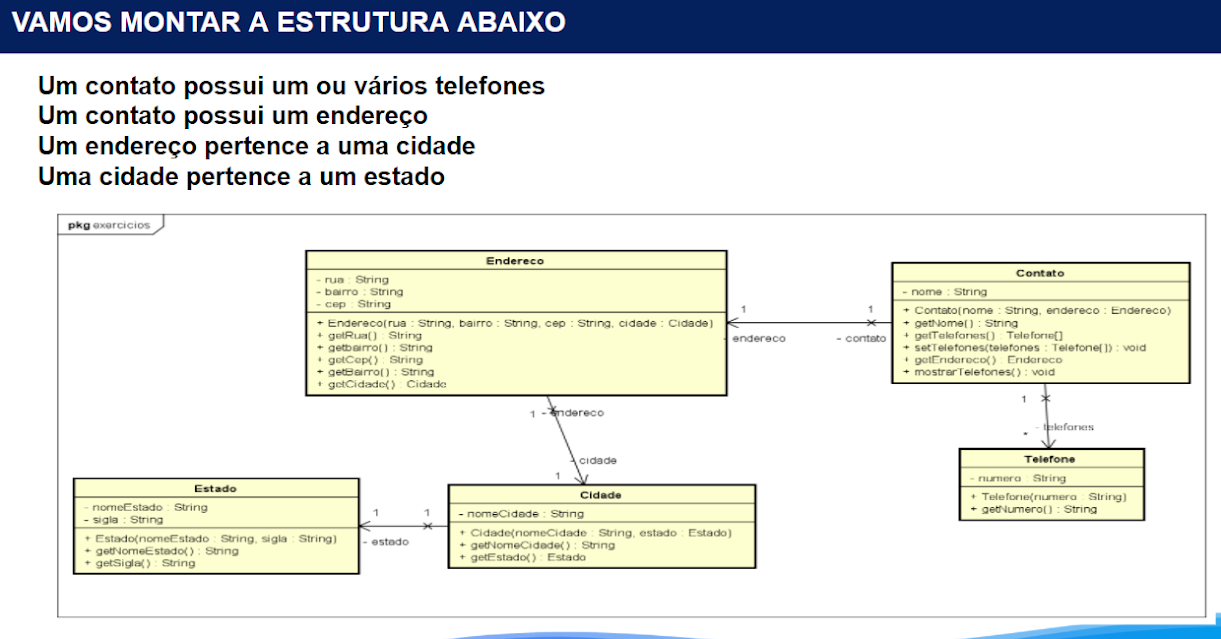 VAMOS MONTAR A ESTRUTURA ABAIXO
Um contato possui um ou vários telefones
Um contato possui um endereço
Um endereço pertence a uma cidade
Uma cidade pertence a um estado
pkg exercicios
Endereco
- rua : String
- bairro : String
- cep : String
+ Endereco(rua : String, bairro : String, cep : String, cidade : Cidade)
+ getRua() : String
+ getbairro() : String
+ getCep() : String
+ getBairro() : String
+ getCidade() : Cidade
Contato
- nome : String
+ Contato(nome : String, endereco : Endereco)
+ getNome() : String
+ getTelefones() : Telefone[]
+ setTelefones(telefones : Telefone[]) : void
+ getEndereco() : Endereco
+ mostrarTelefones() : void
1
1
- endereco
- contato
1
- telefones
*
1
- endereco
- cidade
1
Telefone
- numero : String
+ Telefone(numero : String)
+ getNumero() : String
Estado
- nomeEstado : String
- sigla : String
+ Estado(nomeEstado : String, sigla : String)
+ getNomeEstado() : String
+ getSigla() : String
1
1
- estado
Cidade
- nomeCidade : String
+ Cidade(nomeCidade : String, estado : Estado)
+ getNomeCidade() : String
+ getEstado() : Estado